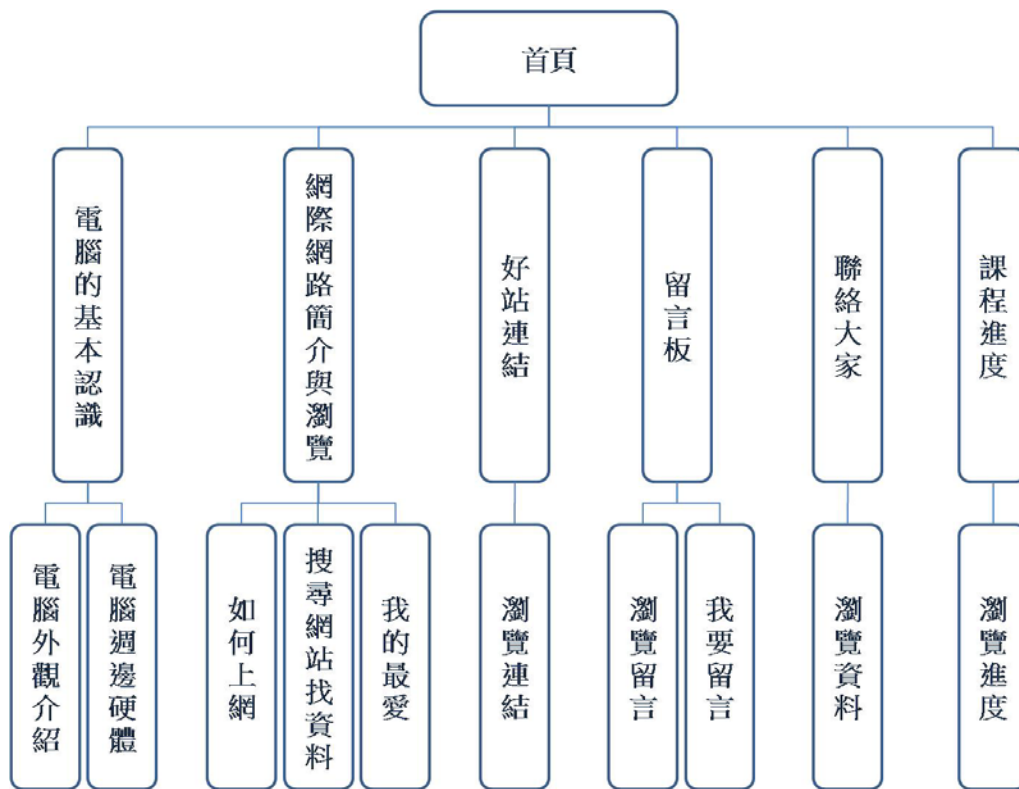 首頁
電腦的基本認識
網際網路簡介與瀏覽
好站連結
留言板
聯絡大家
課程進度
電腦外觀介紹
電腦週邊硬體
如何上網
搜尋網站找資料
我的最愛
瀏覽連結
瀏覽留言
我要留言
瀏覽資料
瀏覽進度